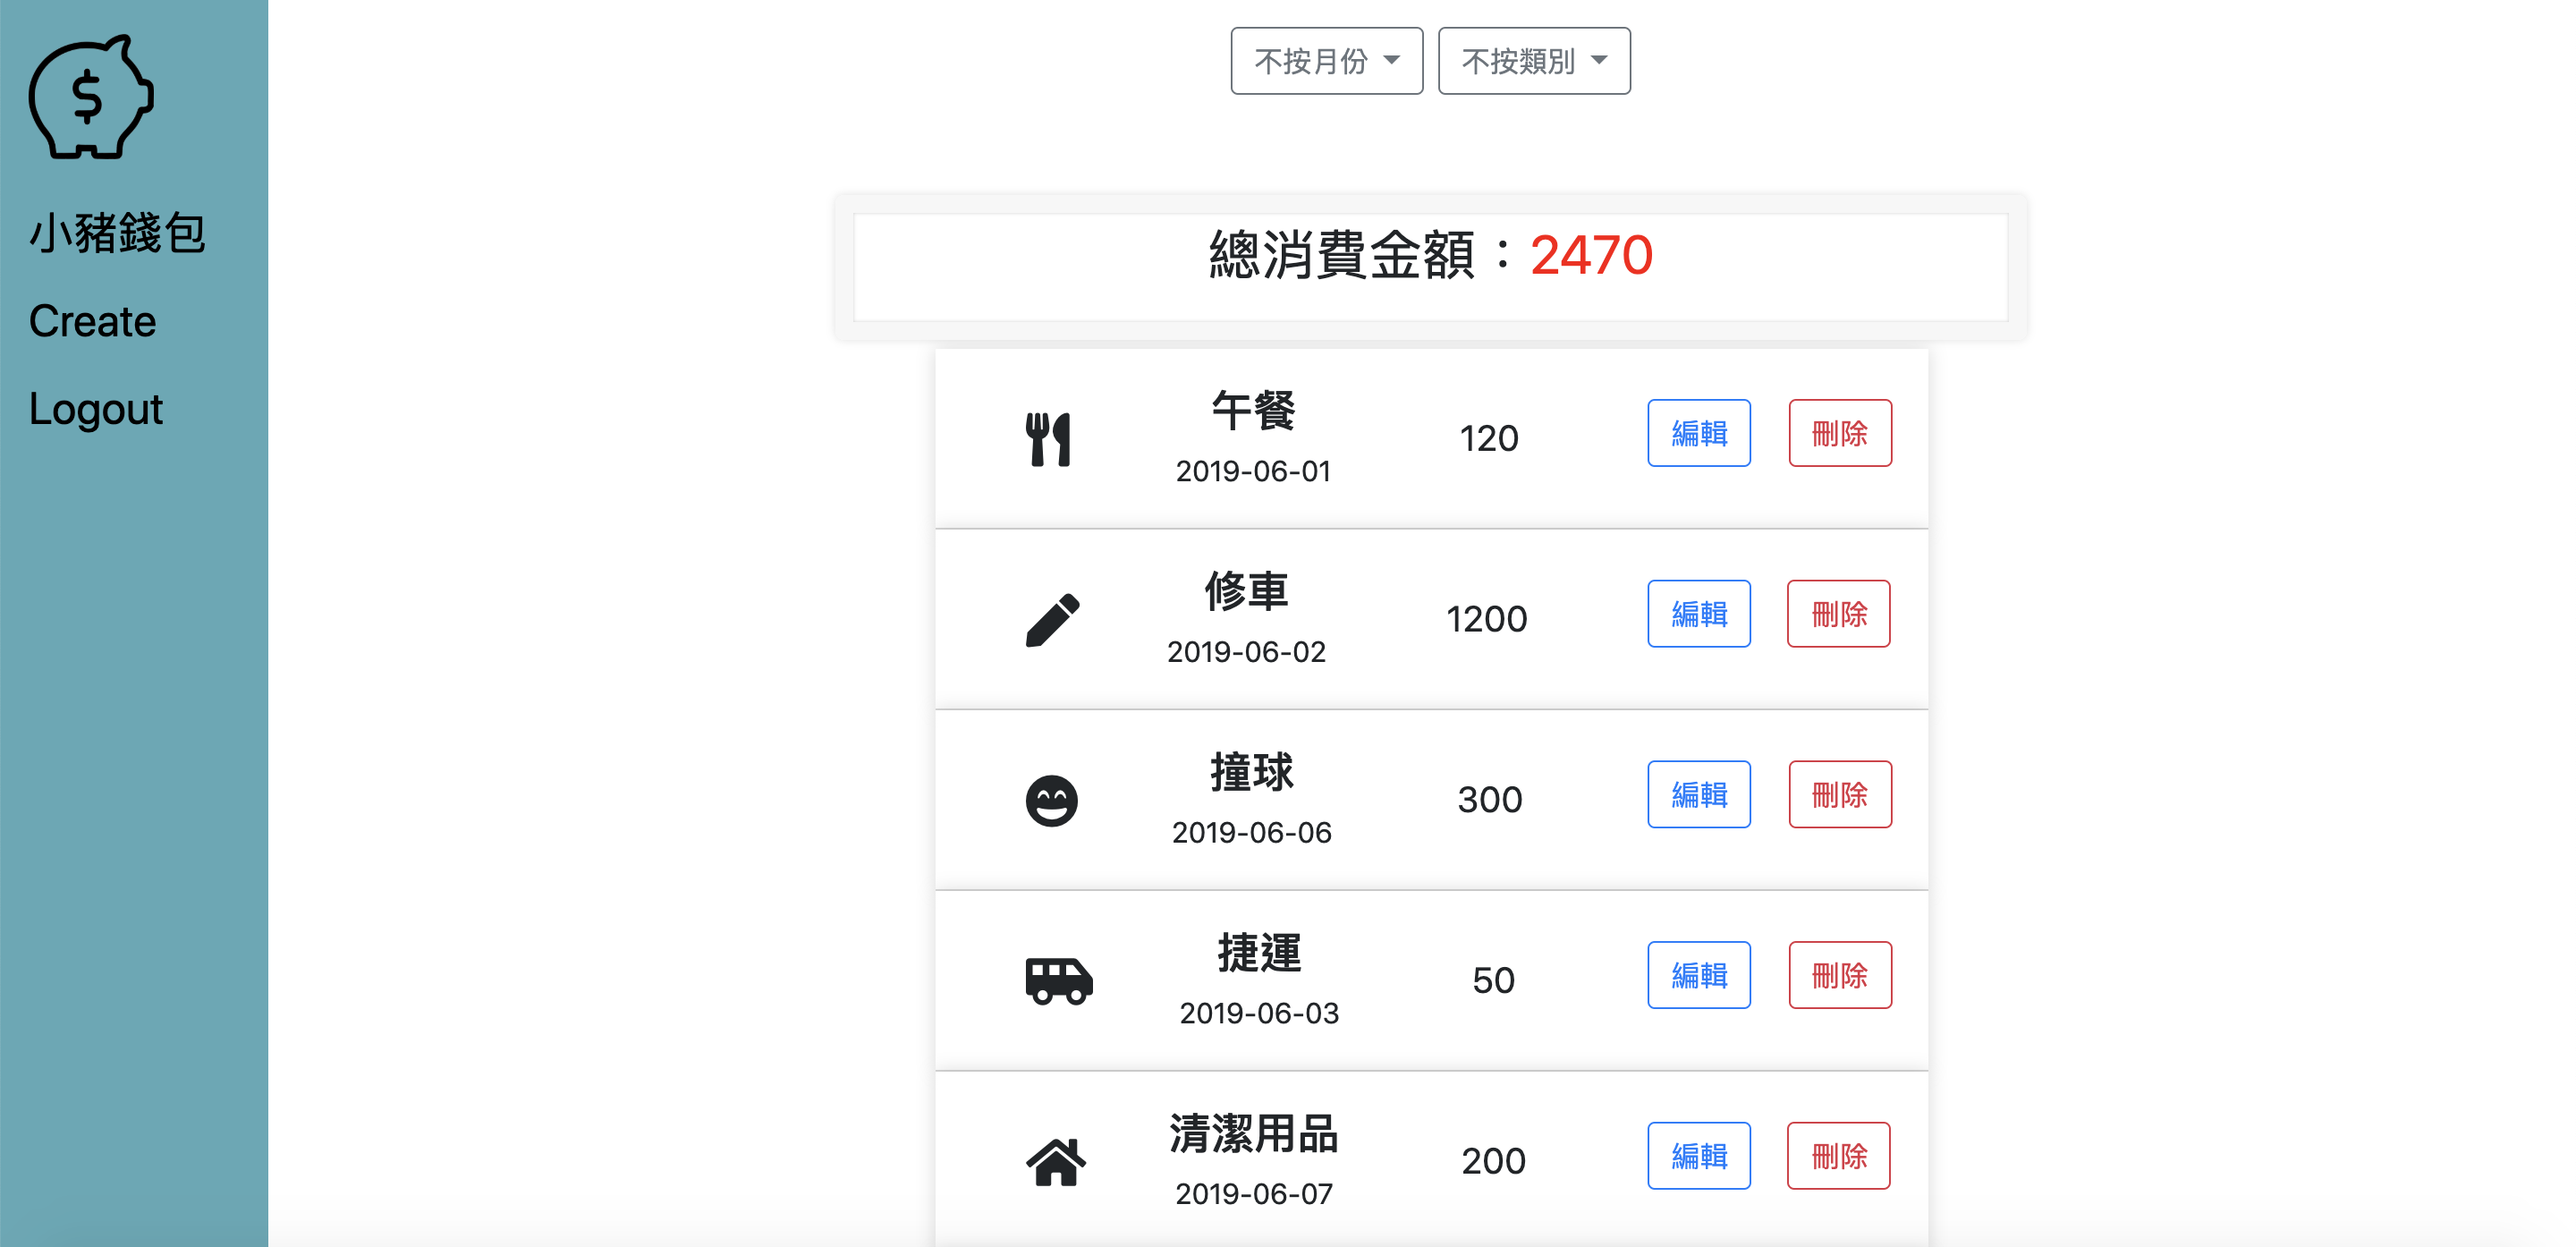 $
小豬錢包
Create
Logout
不按月份 不按類別
總消費金額：2470
午餐
2019-06-01
120
編輯 刪除
修車
2019-06-02
1200
編輯 刪除
撞球
2019-06-06
300
編輯 刪除
捷運
2019-06-03
50
編輯 刪除
清潔用品
2019-06-07
200
編輯 刪除